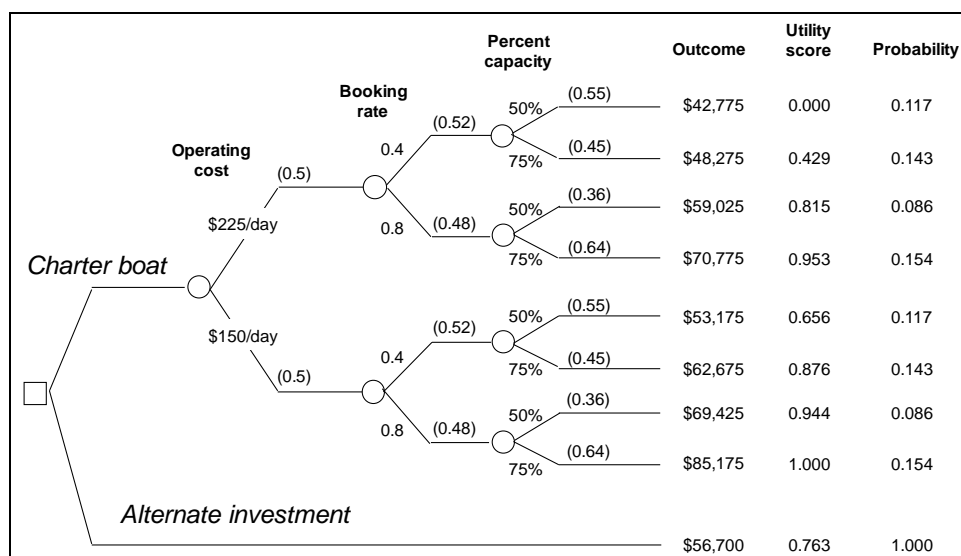 Utility
Percent
Outcome score Probability
capacity
(0.55)
Booking 50% $42,775 0.000 0.117
rate (0.52)
(0.45)
Operating 0.4 75% $48,275 0.429 0.143
cost (0.5)
(0.36)
50% $59,025 0.815 0.086
0.8 (0.48)
$225/day (0.64)
75% $70,775 0.953 0.154
Charter boat
(0.55)
50% $53,175 0.656 0.117
$150/day (0.52)
0.4 (0.45)
75% $62,675 0.876 0.143
(0.5)
(0.36)
50% $69,425 0.944 0.086
0.8 (0.48)
(0.64)
75% $85,175 1.000 0.154
Alternate investment
$56,700 0.763 1.000